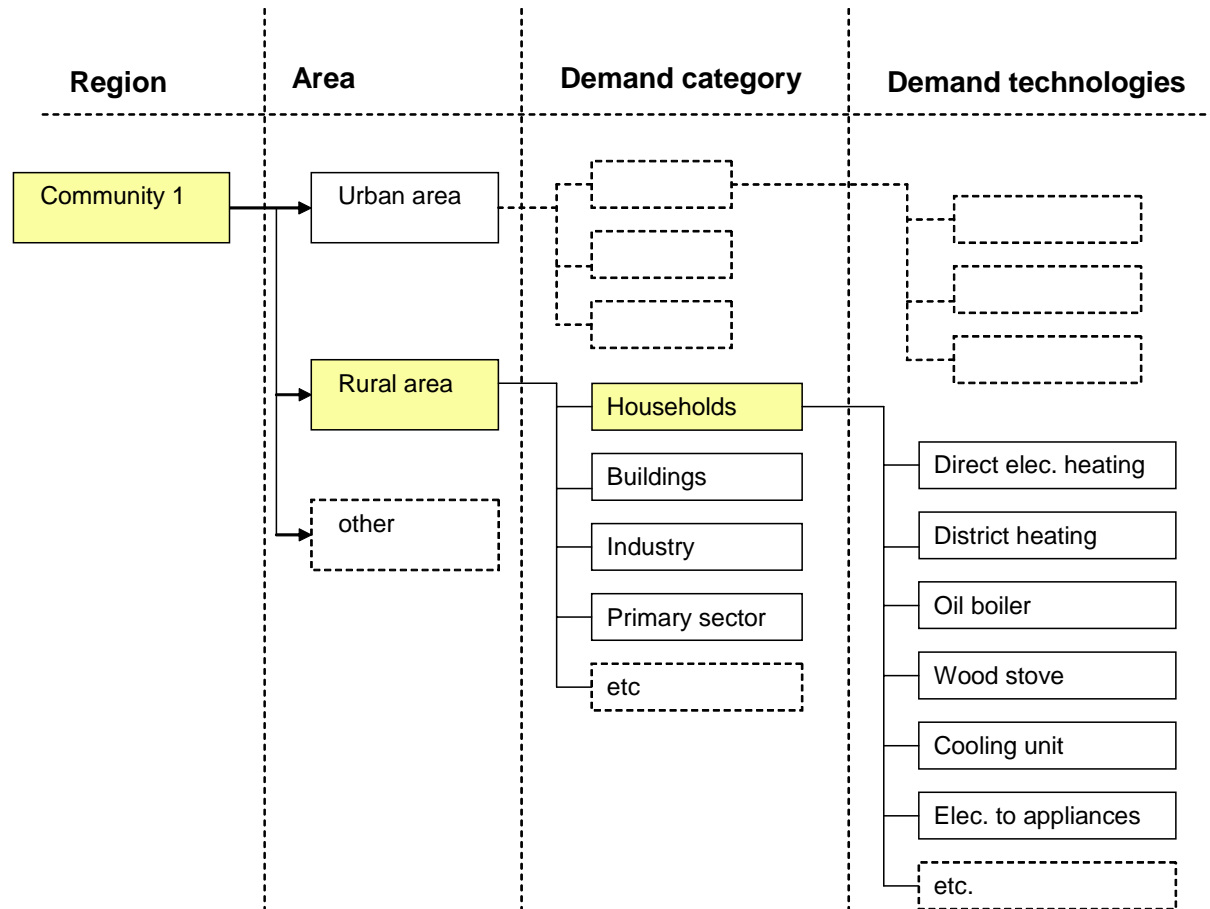 Region
Area
Demand category
Demand technologies
Community 1
Urban area
Rural area
other
Households
Buildings
Industry
Primary sector
etc
Direct elec. heating
District heating
Oil boiler
Wood stove
Cooling unit
Elec. to appliances
etc.